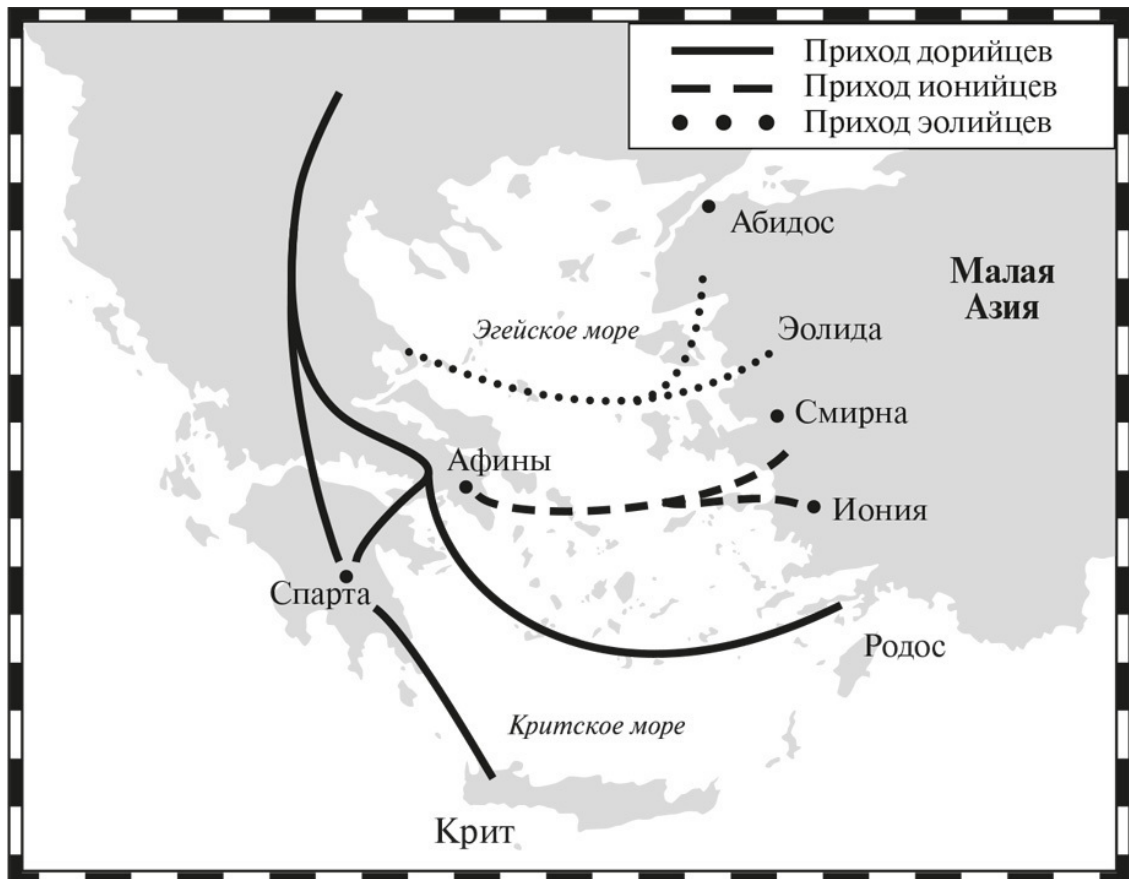 Приход дорийцев
Приход ионийцев
Приход эолийцев
Абидос
Малая
Азия
Эгейское море
Эолида
Смирна
Афины
Иония
Спарта
Родос
Критское море
Крит